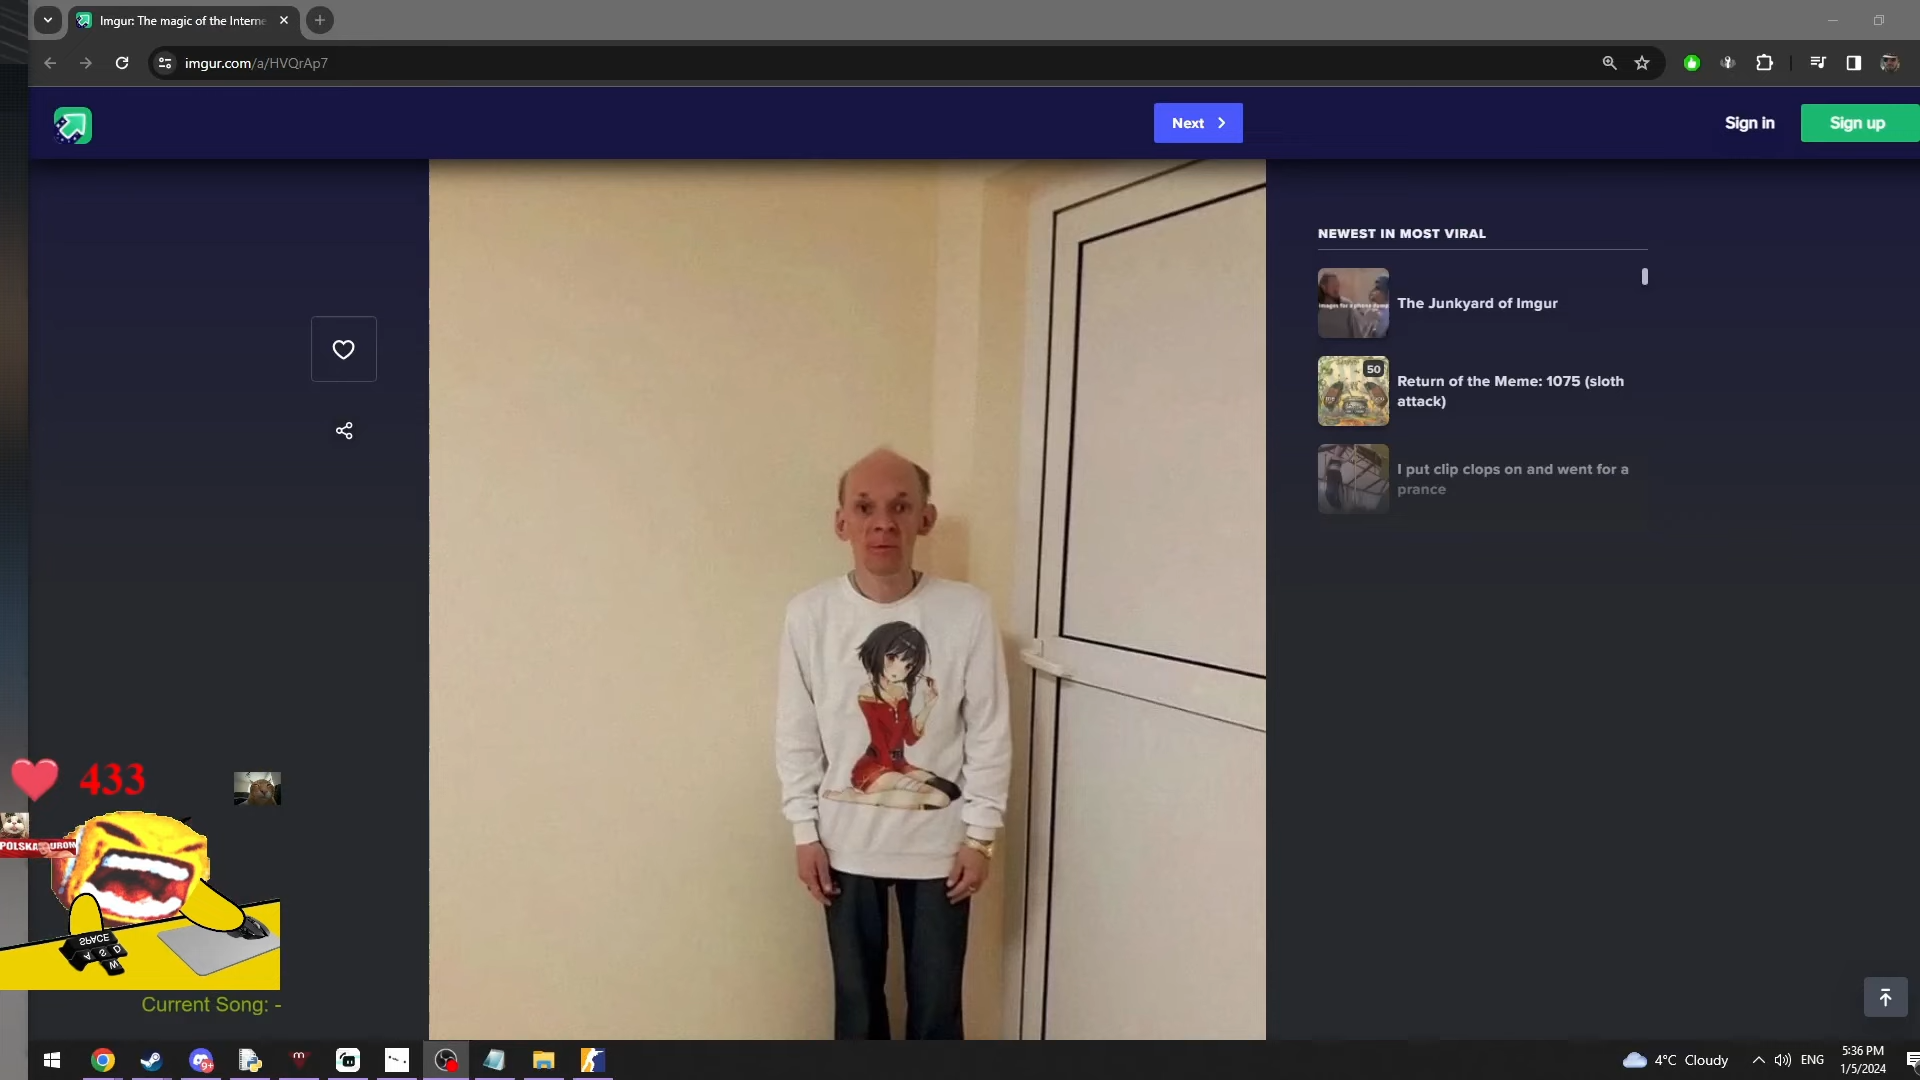 Imgur: The magic of the Interne
imgur.com/a/HVQrAp7
Next
Sign in
Sign up
NEWEST IN MOST VIRAL
The Junkyard of Imgur
50
Return of the Meme: 1075 (sloth
attack)
I put clip clops on and went for a
prance
433
SPACE
A S D
W
Current Song: -
9+
4°C Cloudy
ENG
5:36 PM
1/5/2024